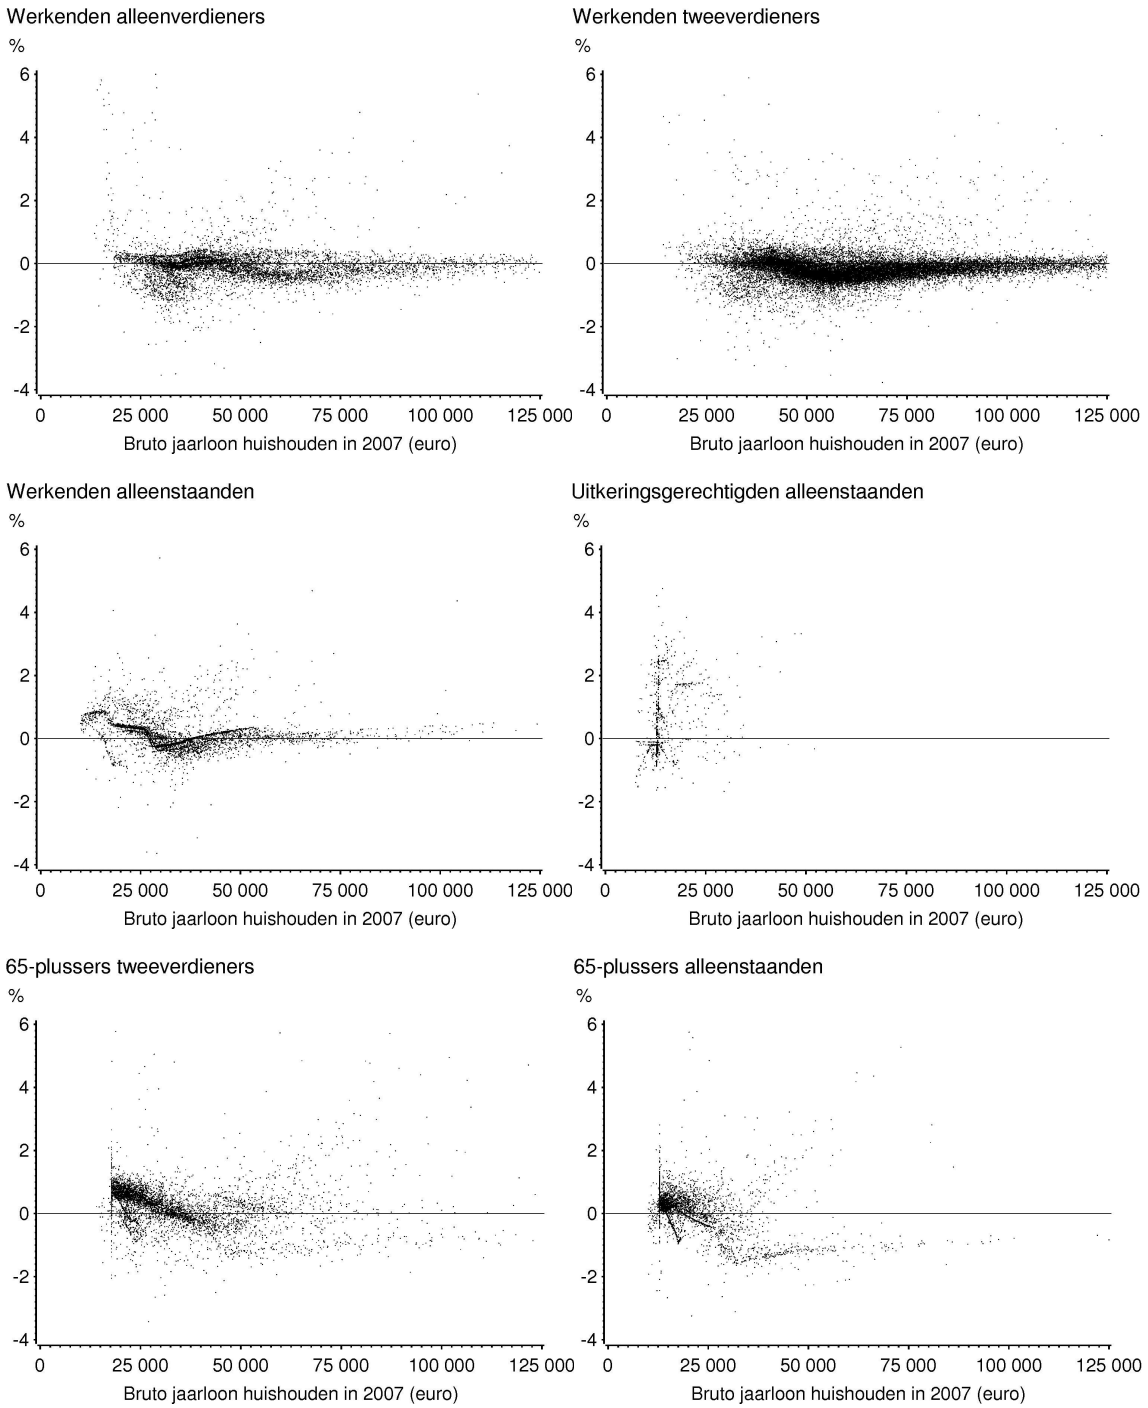 Werkenden alleenverdieners
%
6
4
2
0
-2
-4
0 25 000 50 000 75 000 100 000 125 000
Bruto jaarloon huishouden in 2007 (euro)
Werkenden tweeverdieners
%
6
4
2
0
-2
-4
0 25 000 50 000 75 000 100 000 125 000
Bruto jaarloon huishouden in 2007 (euro)
Werkenden alleenstaanden
%
6
4
2
0
-2
-4
0 25 000 50 000 75 000 100 000 125 000
Bruto jaarloon huishouden in 2007 (euro)
Uitkeringsgerechtigden alleenstaanden
%
6
4
2
0
-2
-4
0 25 000 50 000 75 000 100 000 125 000
Bruto jaarloon huishouden in 2007 (euro)
65-plussers tweeverdieners
%
6
4
2
0
-2
-4
0 25 000 50 000 75 000 100 000 125 000
Bruto jaarloon huishouden in 2007 (euro)
65-plussers alleenstaanden
%
6
4
2
0
-2
-4
0 25 000 50 000 75 000 100 000 125 000
Bruto jaarloon huishouden in 2007 (euro)